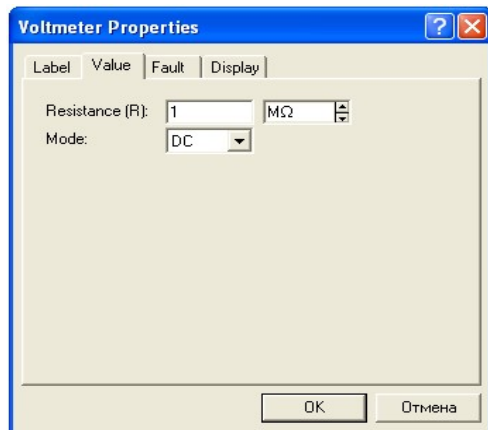 Voltmeter Properties
Label Value Fault Display
Resistance (R): 1 MΩ
Mode: DC
OK Отмена